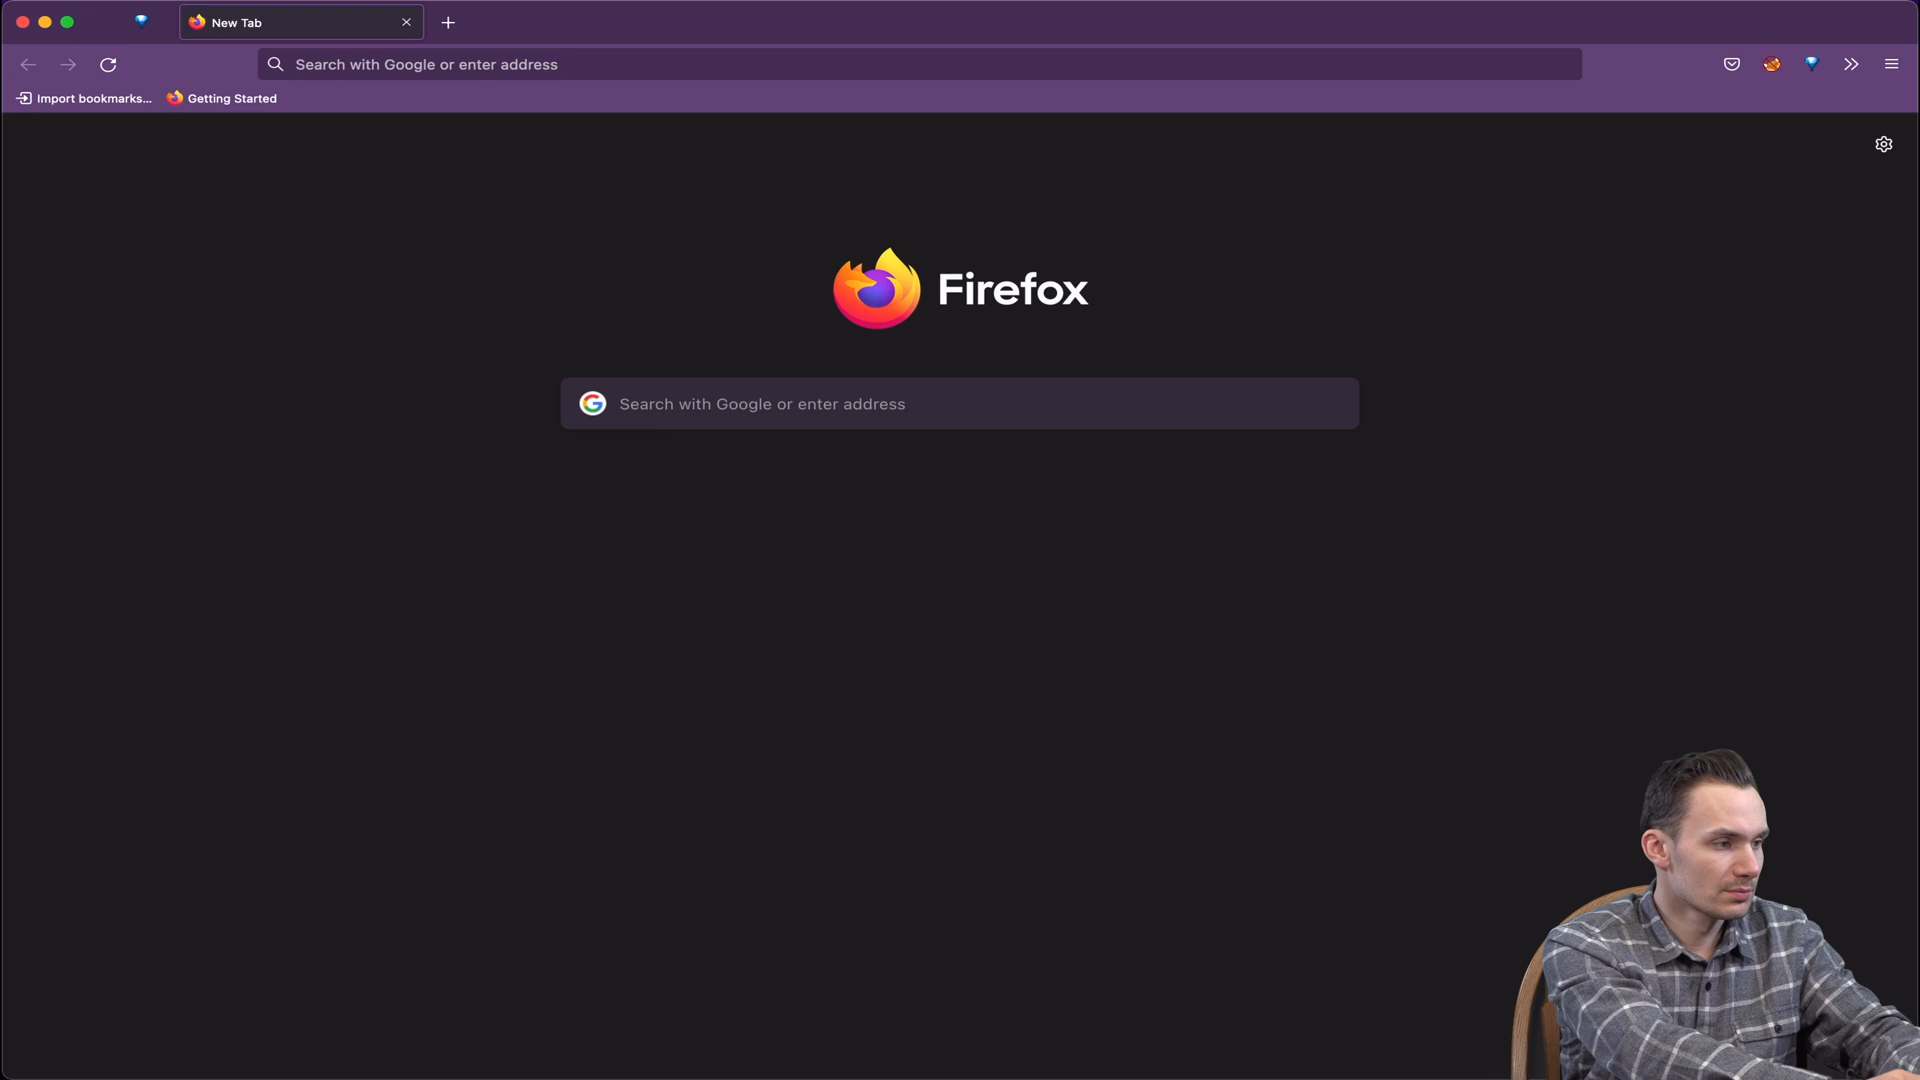 New Tab
Search with Google or enter address
Import bookmarks...
Getting Started
Firefox
Search with Google or enter address